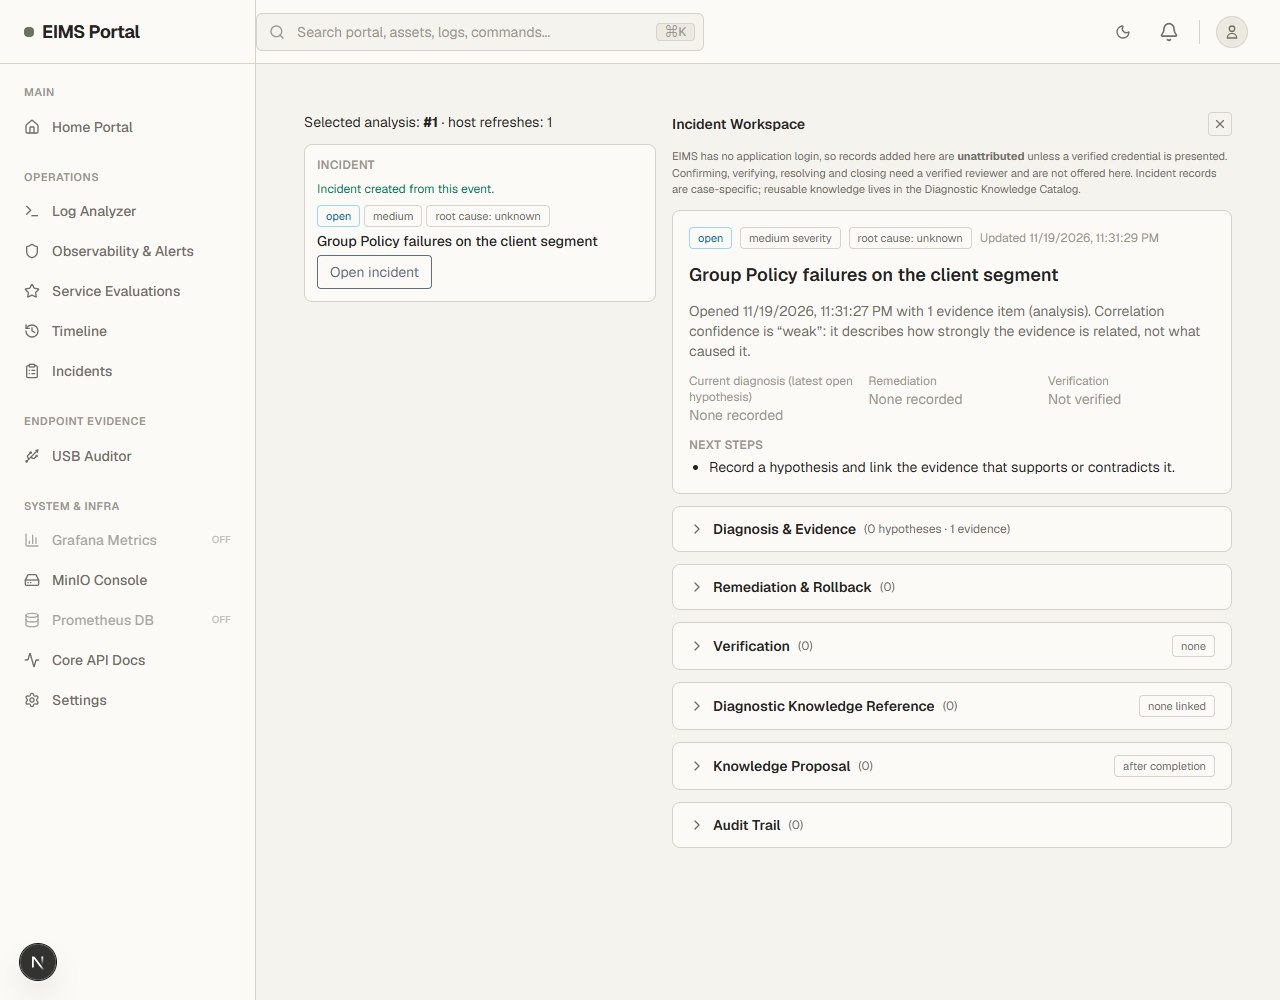 EIMS Portal
Search portal, assets, logs, commands...
⌘K
MAIN
Home Portal
OPERATIONS
Log Analyzer
Observability & Alerts
Service Evaluations
Timeline
Incidents
ENDPOINT EVIDENCE
USB Auditor
SYSTEM & INFRA
Grafana Metrics OFF
MinIO Console
Prometheus DB OFF
Core API Docs
Settings
N
Selected analysis: #1 · host refreshes: 1
INCIDENT
Incident created from this event.
open medium root cause: unknown
Group Policy failures on the client segment
Open incident
Incident Workspace
EIMS has no application login, so records added here are unattributed unless a verified credential is presented.
Confirming, verifying, resolving and closing need a verified reviewer and are not offered here. Incident records
are case-specific; reusable knowledge lives in the Diagnostic Knowledge Catalog.
open medium severity root cause: unknown Updated 11/19/2026, 11:31:29 PM
Group Policy failures on the client segment
Opened 11/19/2026, 11:31:27 PM with 1 evidence item (analysis). Correlation
confidence is “weak”: it describes how strongly the evidence is related, not what
caused it.
Current diagnosis (latest open
hypothesis)
None recorded
Remediation
None recorded
Verification
Not verified
NEXT STEPS
• Record a hypothesis and link the evidence that supports or contradicts it.
Diagnosis & Evidence (0 hypotheses · 1 evidence)
Remediation & Rollback (0)
Verification (0) none
Diagnostic Knowledge Reference (0) none linked
Knowledge Proposal (0) after completion
Audit Trail (0)